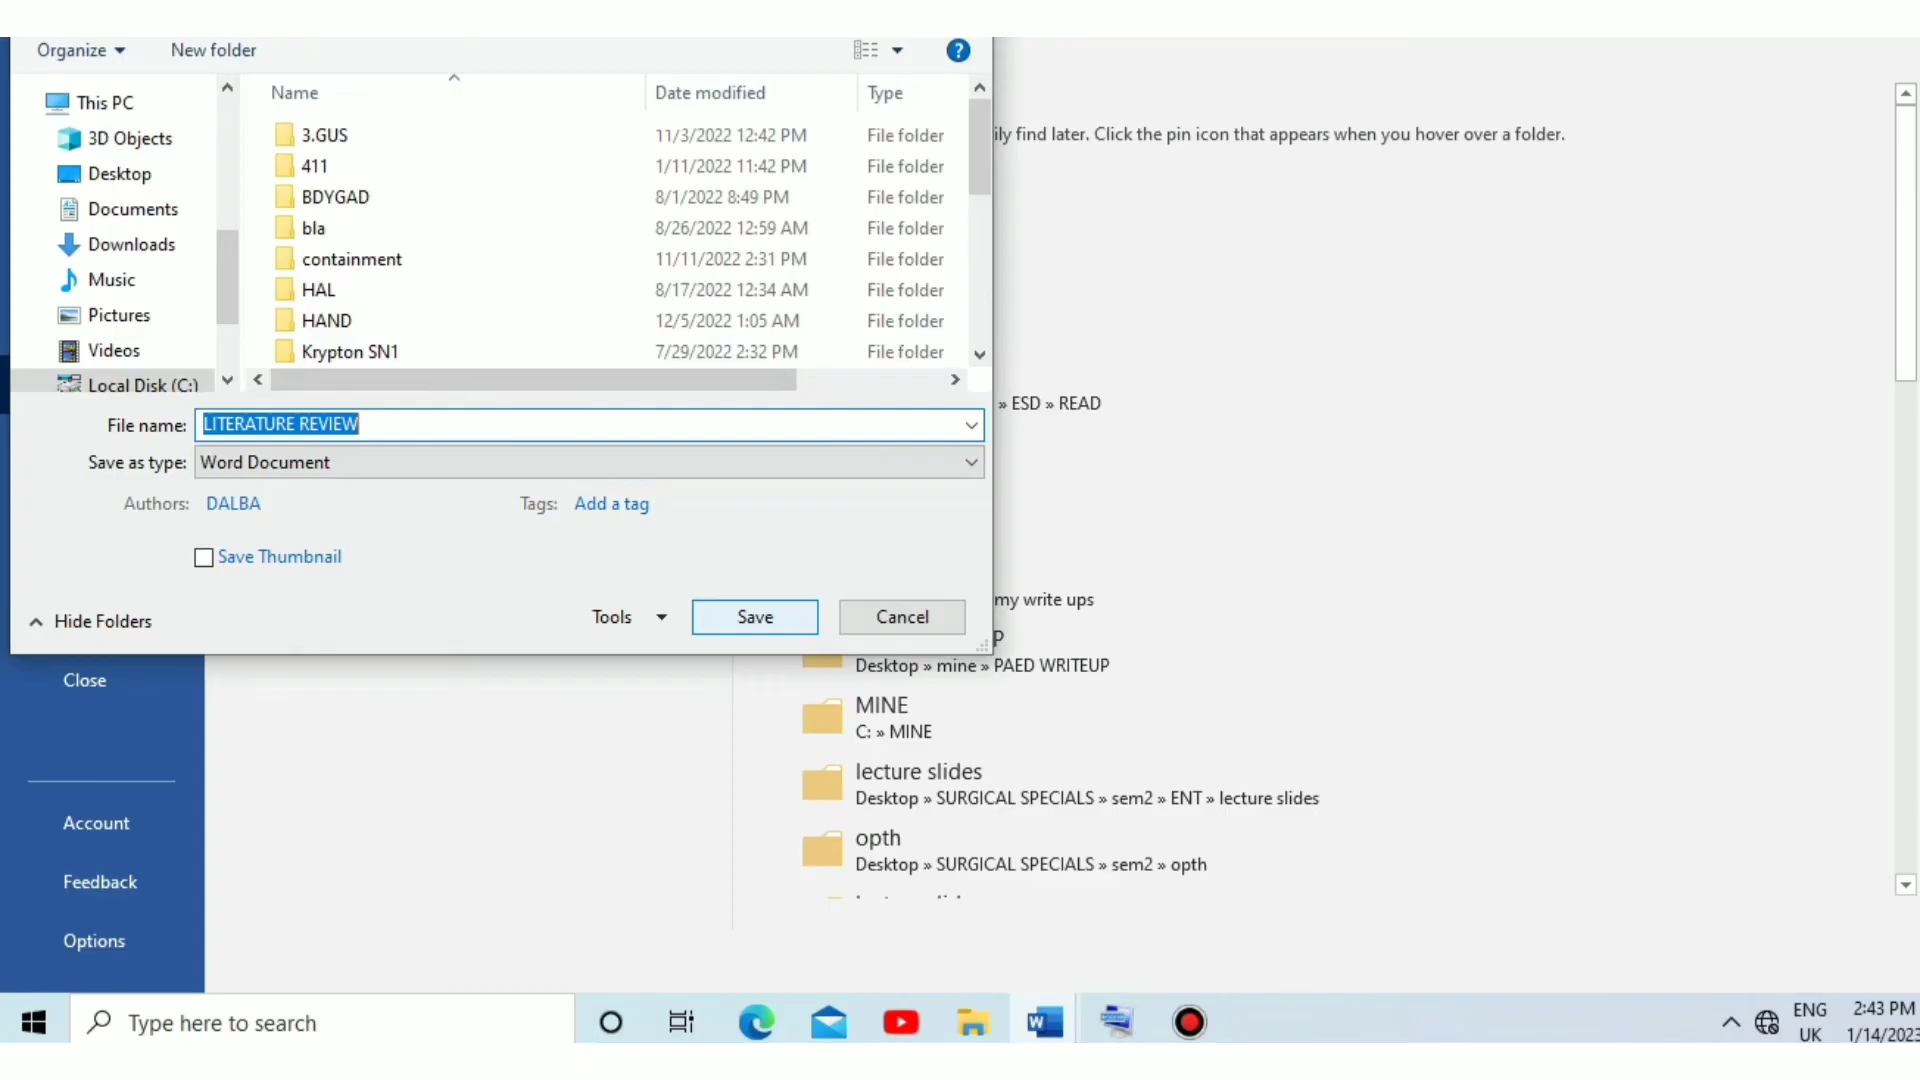 Organize New folder
Name Date modified Type
3.GUS 11/3/2022 12:42 PM File folder
411 1/11/2022 11:42 PM File folder
BDYGAD 8/1/2022 8:49 PM File folder
bla 8/26/2022 12:59 AM File folder
containment 11/11/2022 2:31 PM File folder
HAL 8/17/2022 12:34 AM File folder
HAND 12/5/2022 1:05 AM File folder
Krypton SN1 7/29/2022 2:32 PM File folder
This PC
3D Objects
Desktop
Documents
Downloads
Music
Pictures
Videos
Local Disk (C:)
File name: LITERATURE REVIEW
Save as type: Word Document
Authors: DALBA Tags: Add a tag
Save Thumbnail
Hide Folders Tools Save Cancel
find later. Click the pin icon that appears when you hover over a folder.
» ESD » READ
my write ups
Desktop » mine » PAED WRITEUP
MINE
C: » MINE
lecture slides
Desktop » SURGICAL SPECIALS » sem2 » ENT » lecture slides
opth
Desktop » SURGICAL SPECIALS » sem2 » opth
Close
Account
Feedback
Options
Type here to search
ENG
UK
2:43 PM
1/14/2023